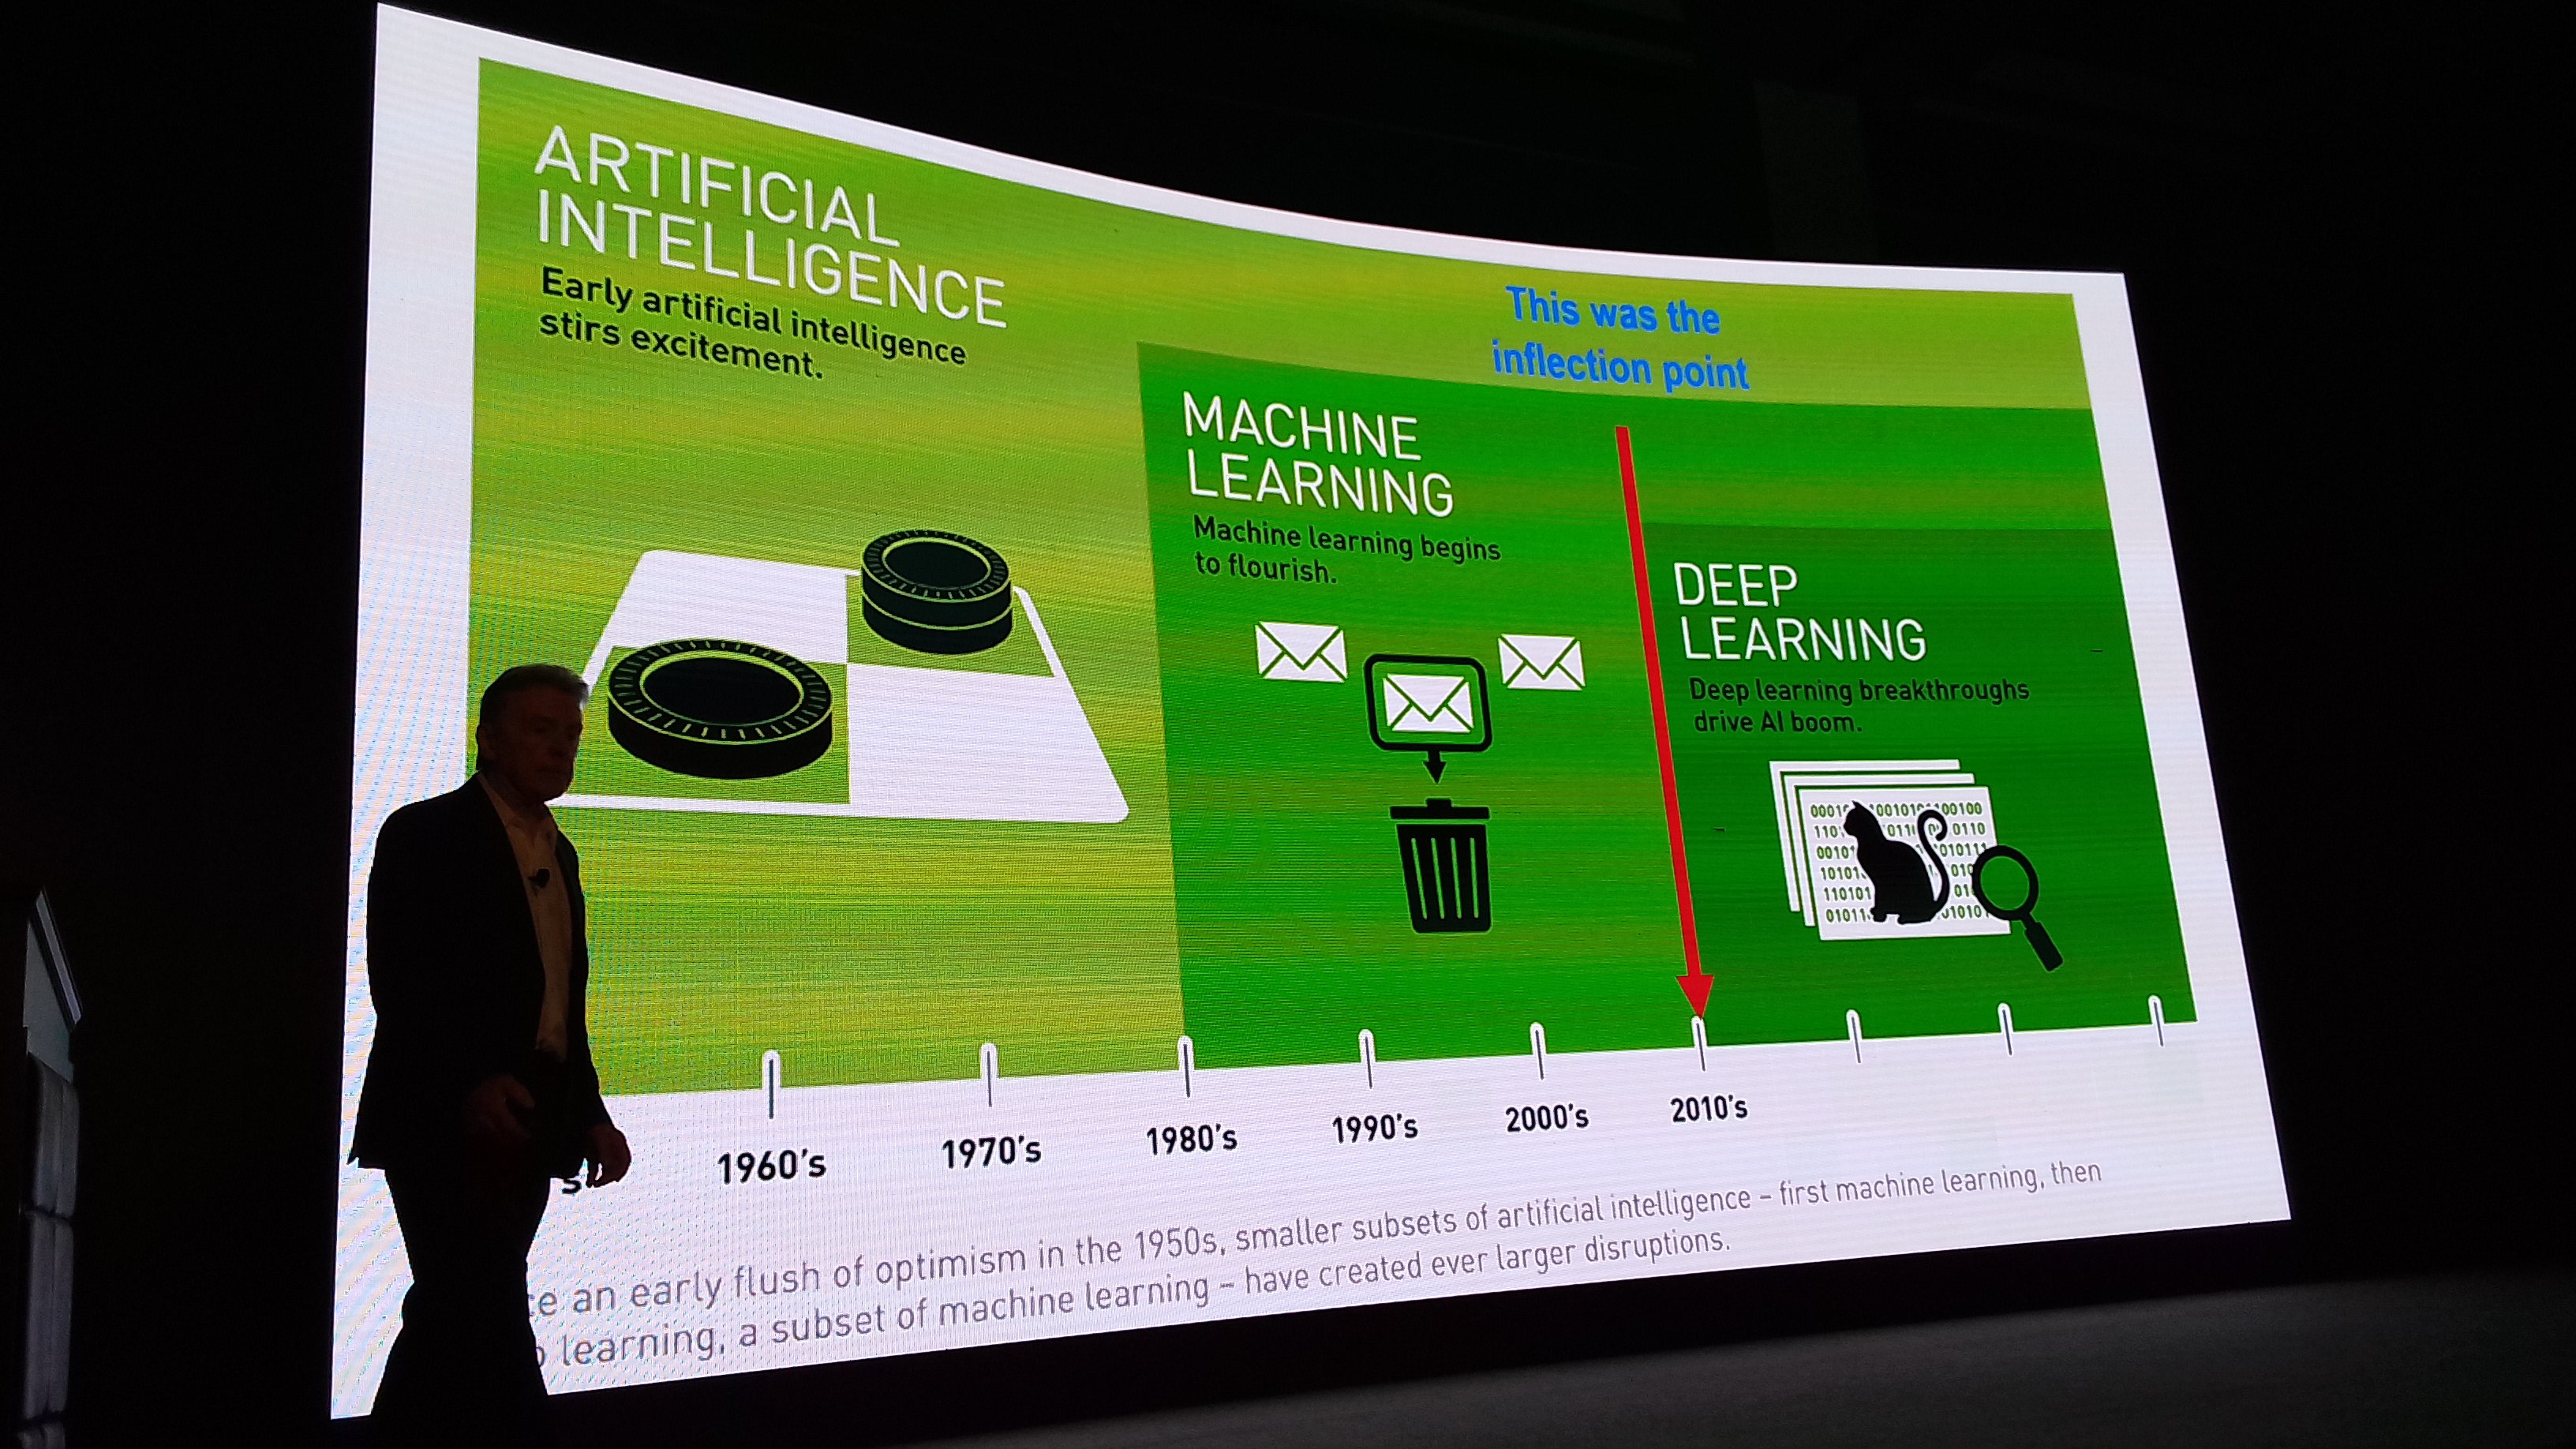 ARTIFICIAL
INTELLIGENCE
Early artificial intelligence
stirs excitement.
This was the
inflection point
MACHINE
LEARNING
Machine learning begins
to flourish.
DEEP
LEARNING
Deep learning breakthroughs
drive AI boom.
1960's
1970's
1980's
1990's
2000's
2010's
an early flush of optimism in the 1950s, smaller subsets of artificial intelligence – first machine learning, then
learning, a subset of machine learning – have created ever larger disruptions.